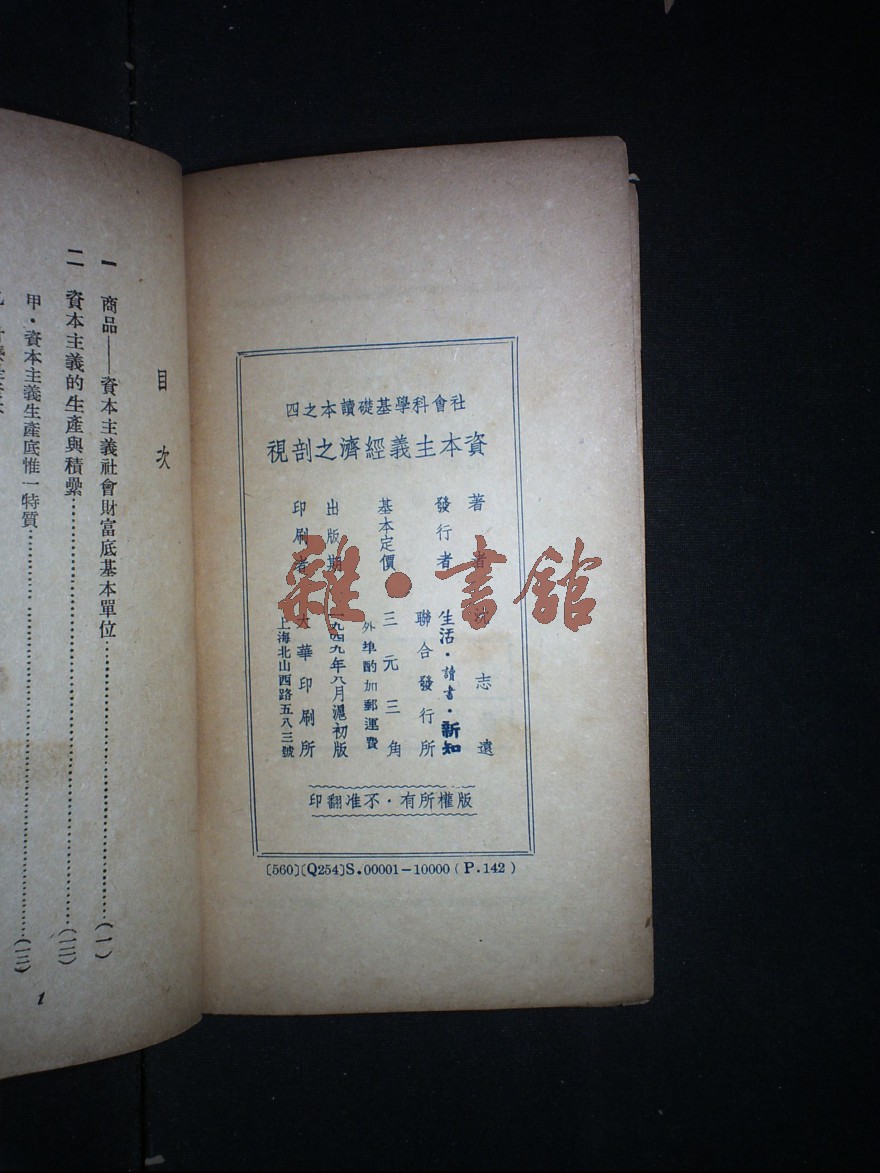 社會科學基礎讀本之四
資本主義經濟之剖視
著者 沈志遠
發行者 生活·讀書·新知
聯合發行所
基本定價 三元三角
外埠酌加郵運費
出版期 一九四九年八月滬初版
印刷者 大華印刷所
上海北山西路五八三號
版權所有·不准翻印
〔560〕〔Q254〕S.00001－10000（P.142）
雜·書館
目次
一 商品——資本主義社會財富底基本單位…………（一）
二 資本主義的生產與積纍…………（一三）
甲·資本主義生產底惟一特質…………（一三）
1